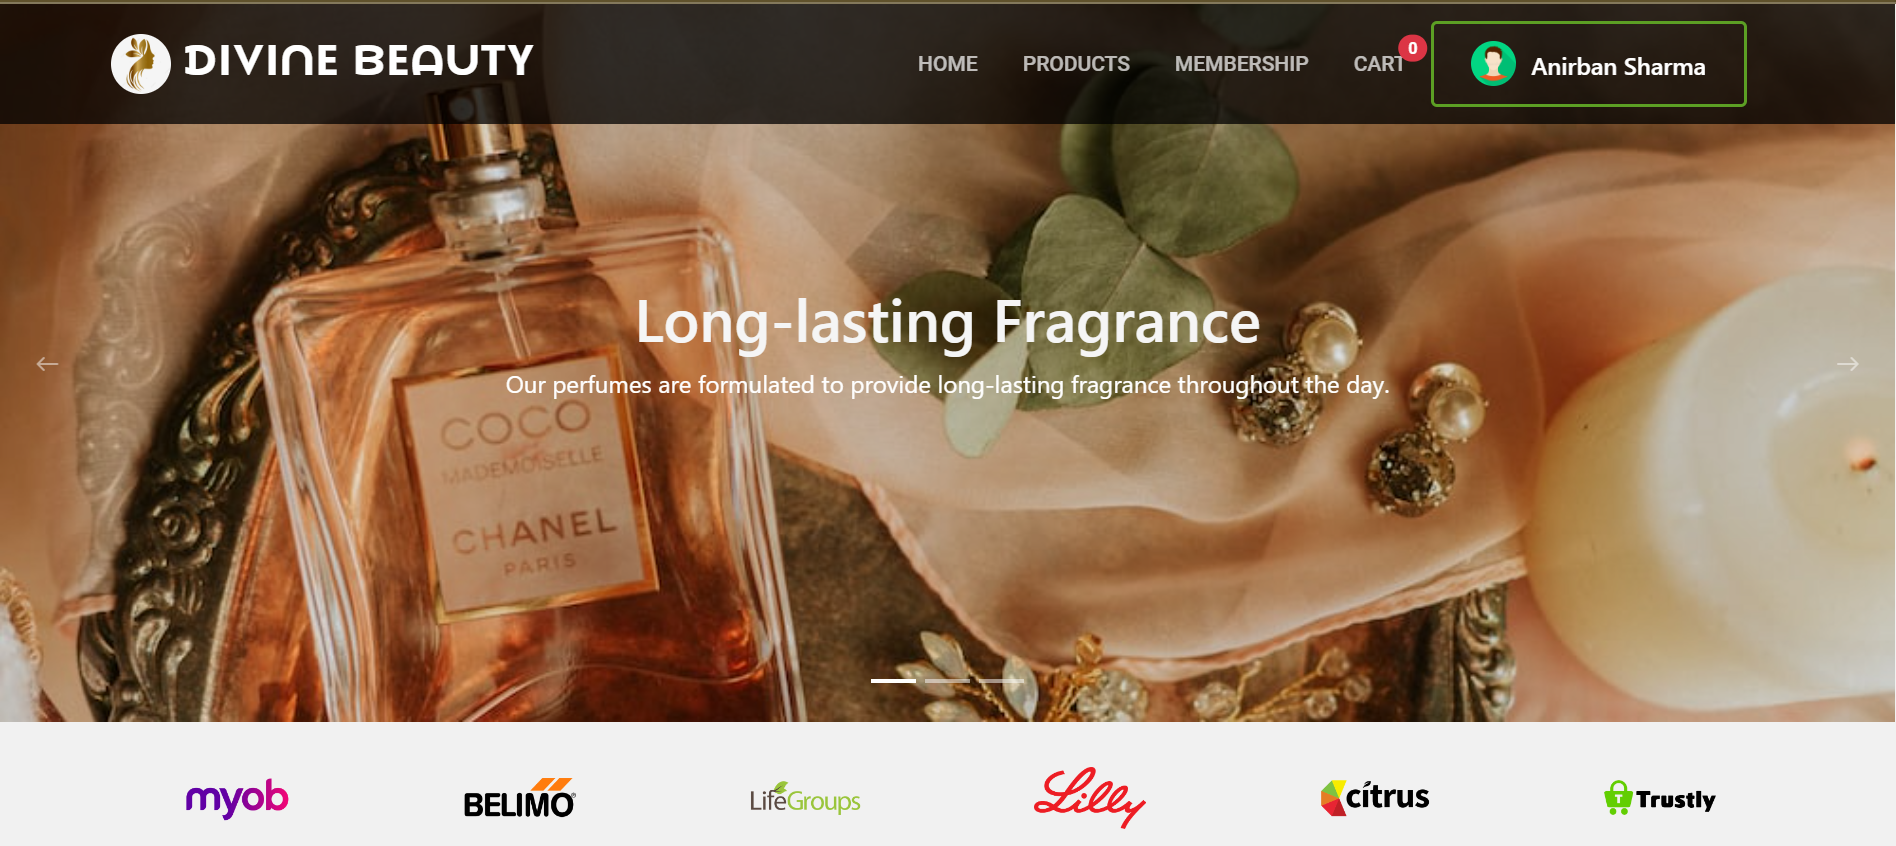 DIVINE BEAUTY
HOME PRODUCTS MEMBERSHIP CART 0 Anirban Sharma
Long-lasting Fragrance
Our perfumes are formulated to provide long-lasting fragrance throughout the day.
COCO
MADEMOISELLE
CHANEL
PARIS
myob BELIMO® LifeGroups Lilly citrus T Trustly